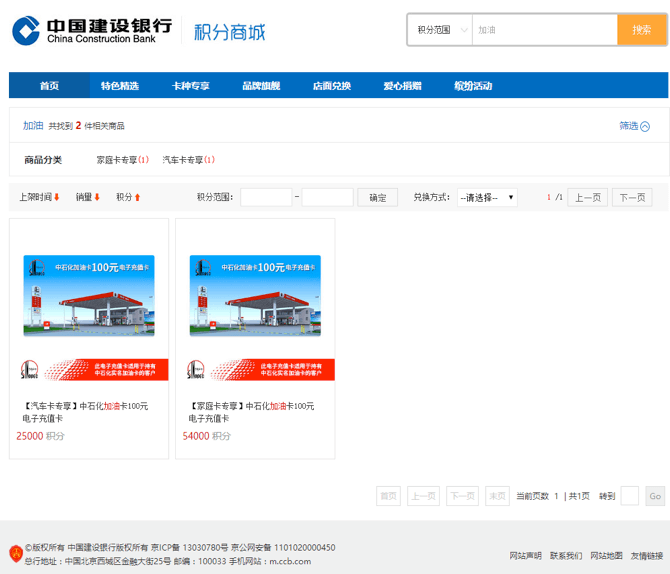 中国建设银行 积分商城
China Construction Bank
积分范围 加油 搜索
首页 特色精选 卡种专享 品牌旗舰 店面兑换 爱心捐赠 缤纷活动
加油 共找到 2 件相关商品 筛选
商品分类 家庭卡专享(1) 汽车卡专享(1)
上架时间 销量 积分 积分范围: - 确定 兑换方式: --请选择-- 1 /1 上一页 下一页
中石化加油卡100元电子充值卡
此电子充值卡适用于持有
中石化实名加油卡的客户
【汽车卡专享】中石化加油卡100元
电子充值卡
25000 积分
中石化加油卡100元电子充值卡
此电子充值卡适用于持有
中石化实名加油卡的客户
【家庭卡专享】中石化加油卡100元
电子充值卡
54000 积分
首页 上一页 下一页 末页 当前页数 1 | 共1页 转到 Go
©版权所有 中国建设银行版权所有 京ICP备 13030780号 京公网安备 1101020000450
总行地址：中国北京西城区金融大街25号 邮编：100033 手机网站：m.ccb.com
网站声明 联系我们 网站地图 友情链接